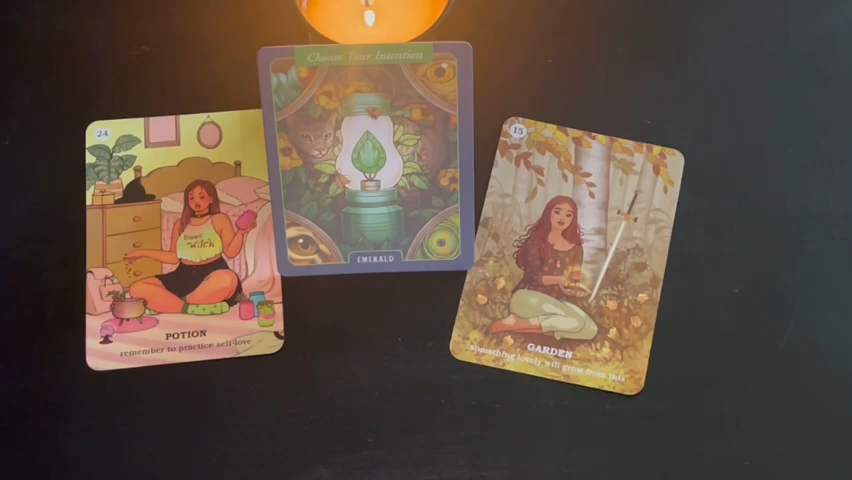 24
Witch
POTION
remember to practice self-love
Choose Your Intention
EMERALD
15
GARDEN
something lovely will grow from this